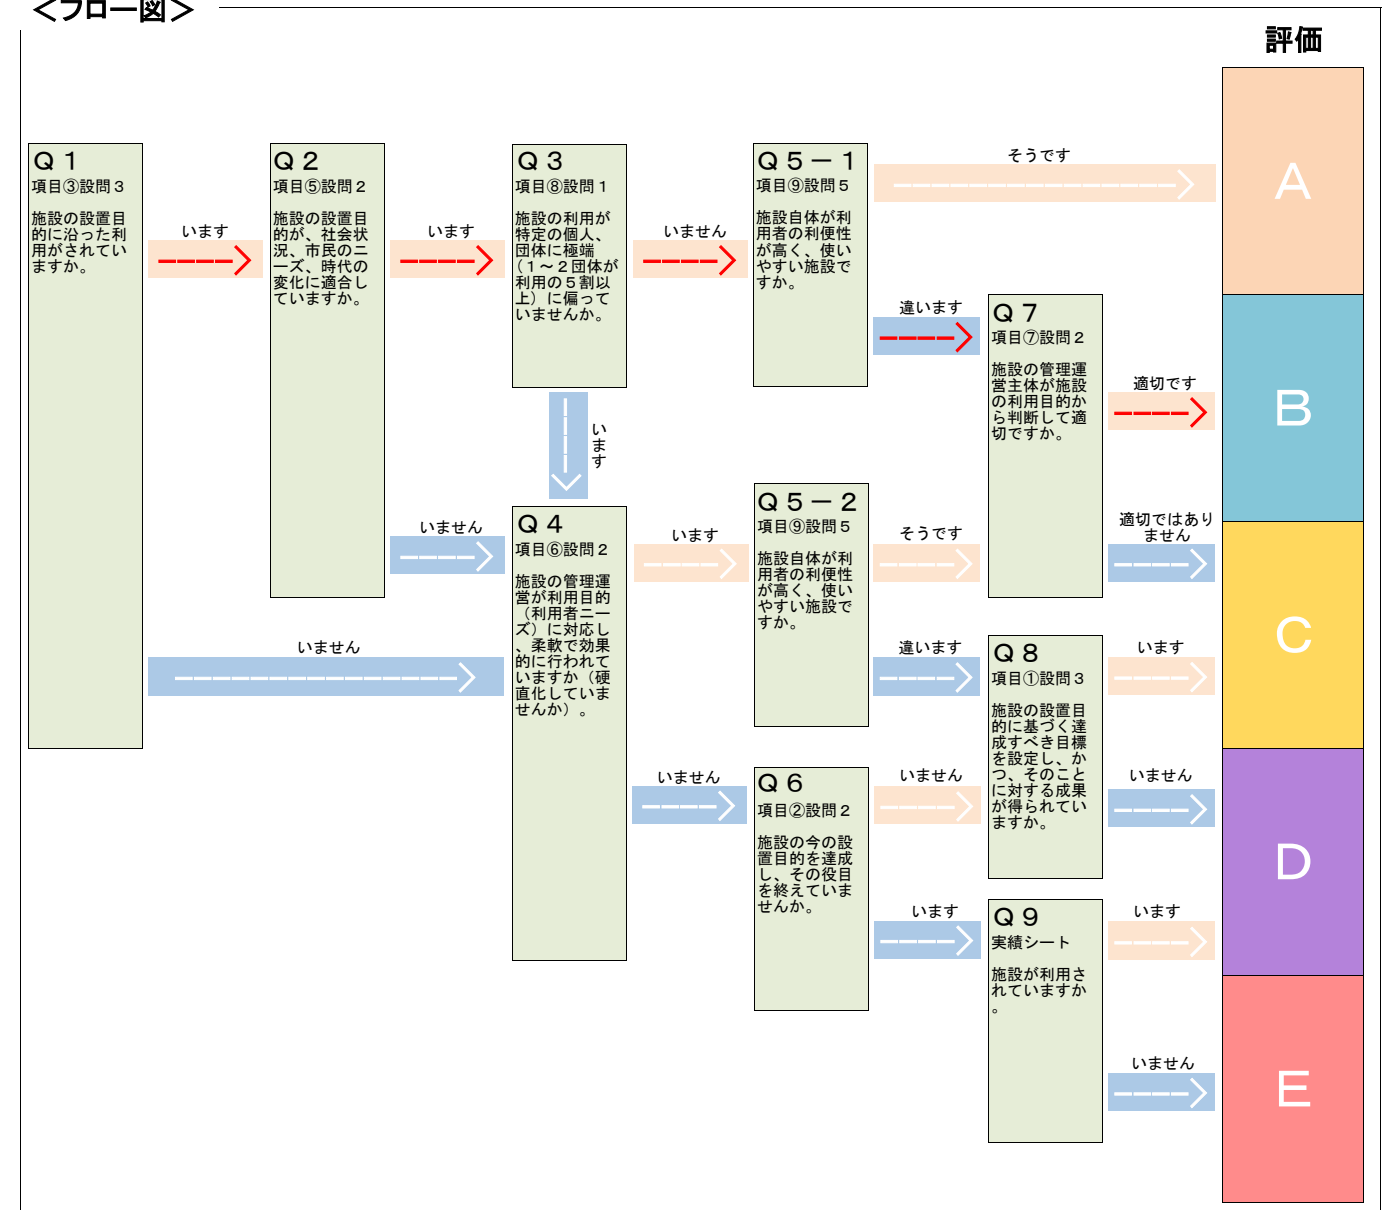 ＜フロー図＞
評価
Ｑ１
項目③設問３
施設の設置目
的に沿った利
用がされてい
ますか。
います
いません
Ｑ２
項目⑤設問２
施設の設置目
的が、社会状
況、市民のニ
ーズ、時代の
変化に適合し
ていますか。
います
いません
Ｑ３
項目⑧設問１
施設の利用が
特定の個人、
団体に極端
（１～２団体が
利用の５割以
上）に偏って
いませんか。
いません
います
Ｑ４
項目⑥設問２
施設の管理運
営が利用目的
（利用者ニー
ズ）に対応し
、柔軟で効果
的に行われて
いますか（硬
直化していま
せんか）。
います
いません
Ｑ５－１
項目⑨設問５
施設自体が利
用者の利便性
が高く、使い
やすい施設で
すか。
そうです
違います
Ｑ５－２
項目⑨設問５
施設自体が利
用者の利便性
が高く、使い
やすい施設で
すか。
そうです
違います
Ｑ６
項目②設問２
施設の今の設
置目的を達成
し、その役目
を終えていま
せんか。
いません
います
Ｑ７
項目⑦設問２
施設の管理運
営主体が施設
の利用目的か
ら判断して適
切ですか。
適切です
適切ではあり
ません
Ｑ８
項目①設問３
施設の設置目
的に基づく達
成すべき目標
を設定し、か
つ、そのこと
に対する成果
が得られてい
ますか。
います
いません
Ｑ９
実績シート
施設が利用さ
れていますか
。
います
いません
Ａ
Ｂ
Ｃ
Ｄ
Ｅ